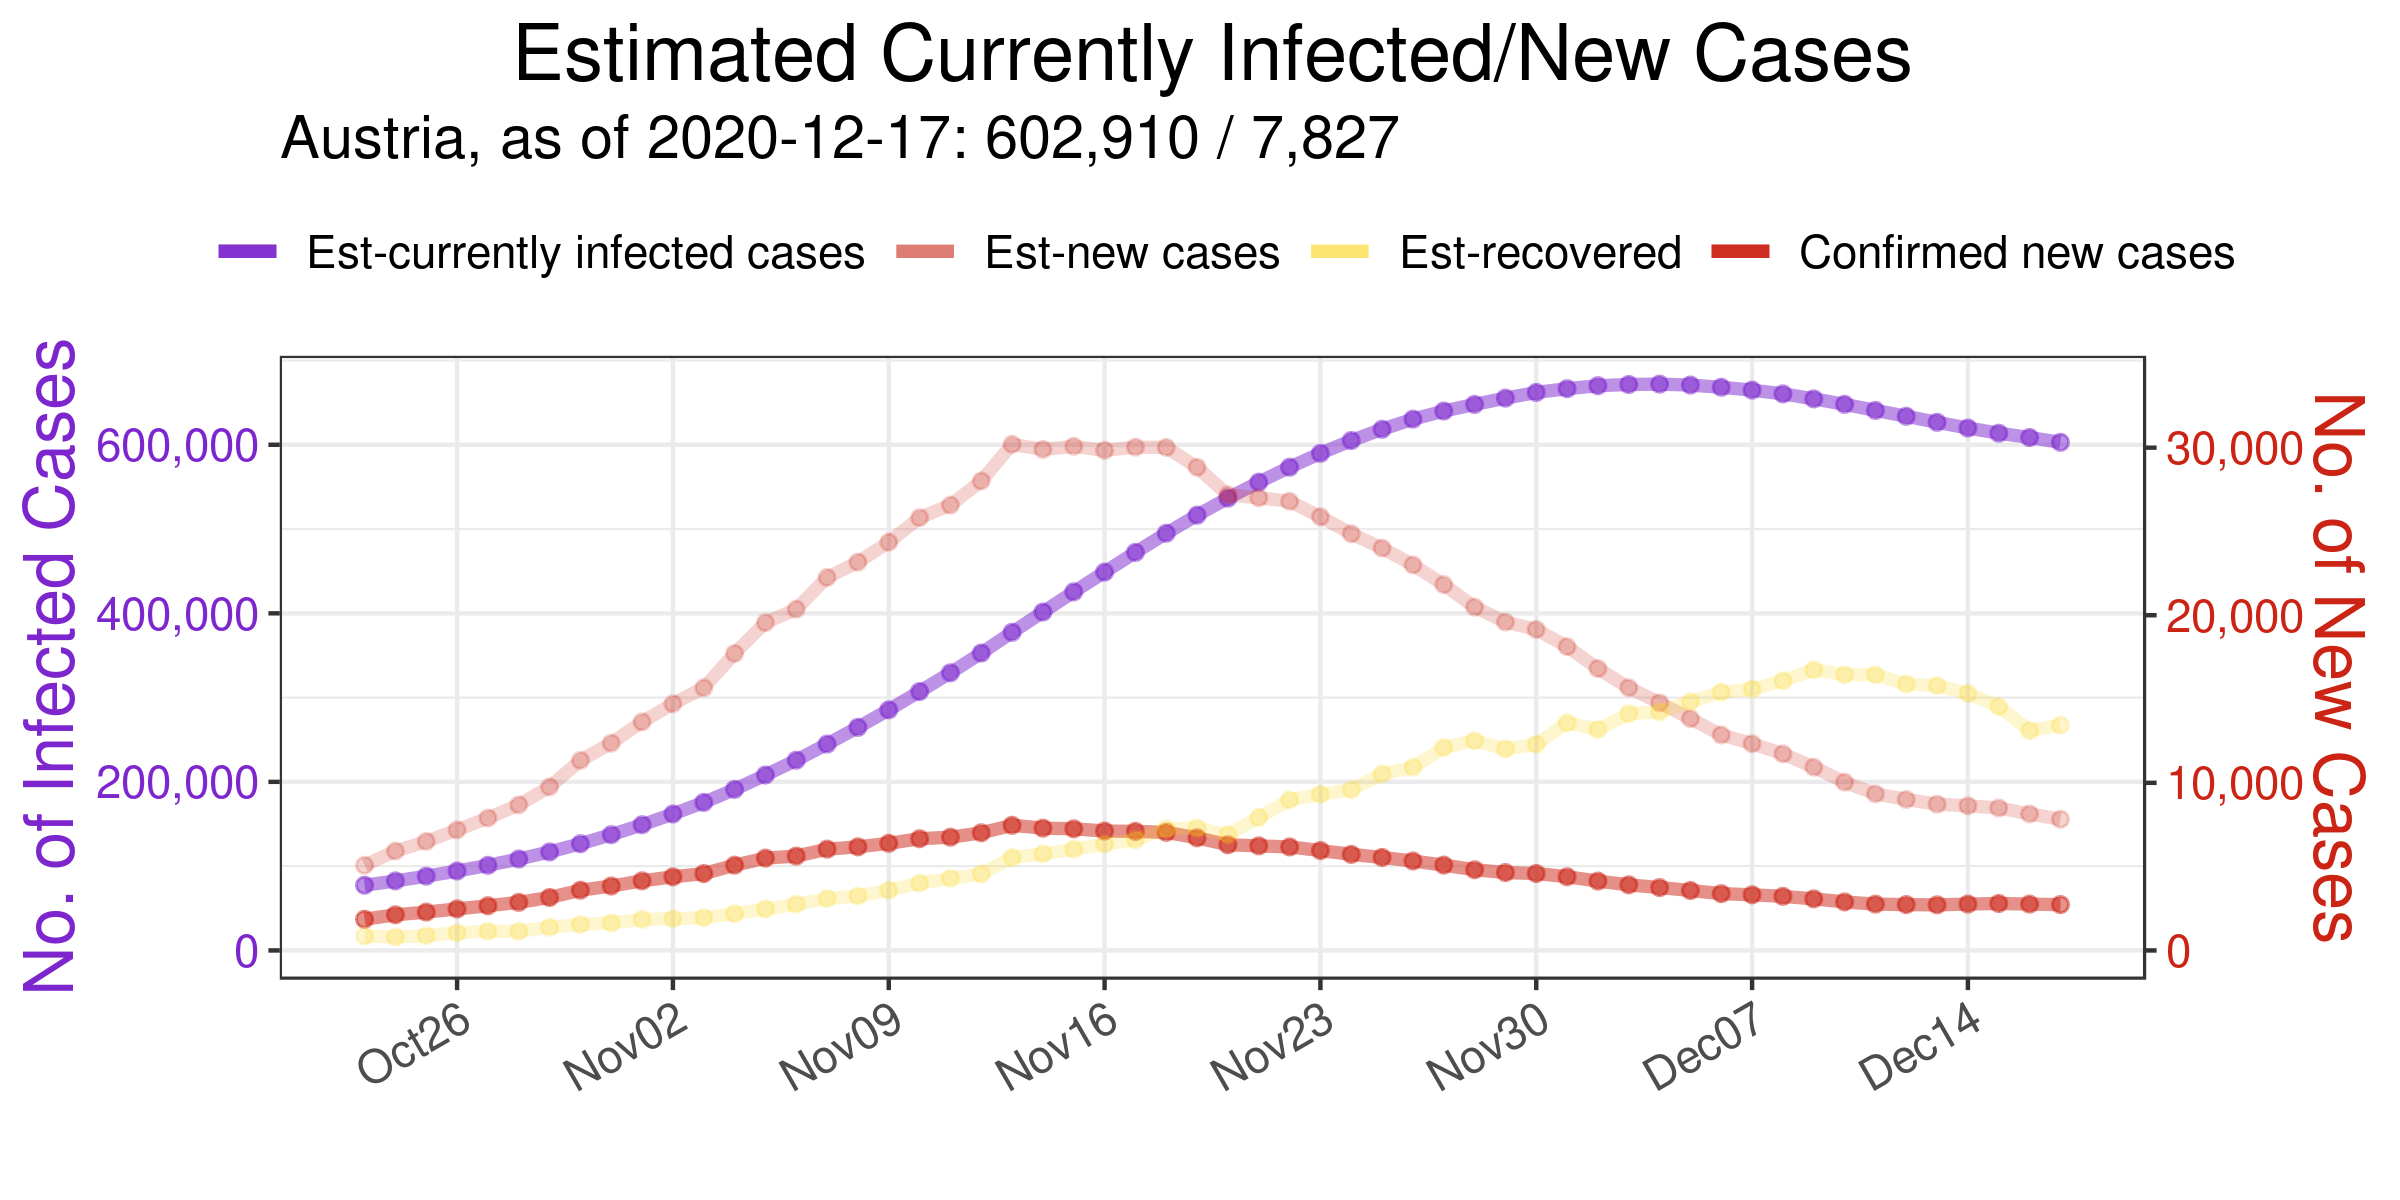 Estimated Currently Infected/New Cases
Austria, as of 2020-12-17: 602,910 / 7,827
Est-currently infected cases Est-new cases Est-recovered Confirmed new cases
No. of Infected Cases
600,000
400,000
200,000
0
30,000
20,000
10,000
0
No. of New Cases
Oct26 Nov02 Nov09 Nov16 Nov23 Nov30 Dec07 Dec14